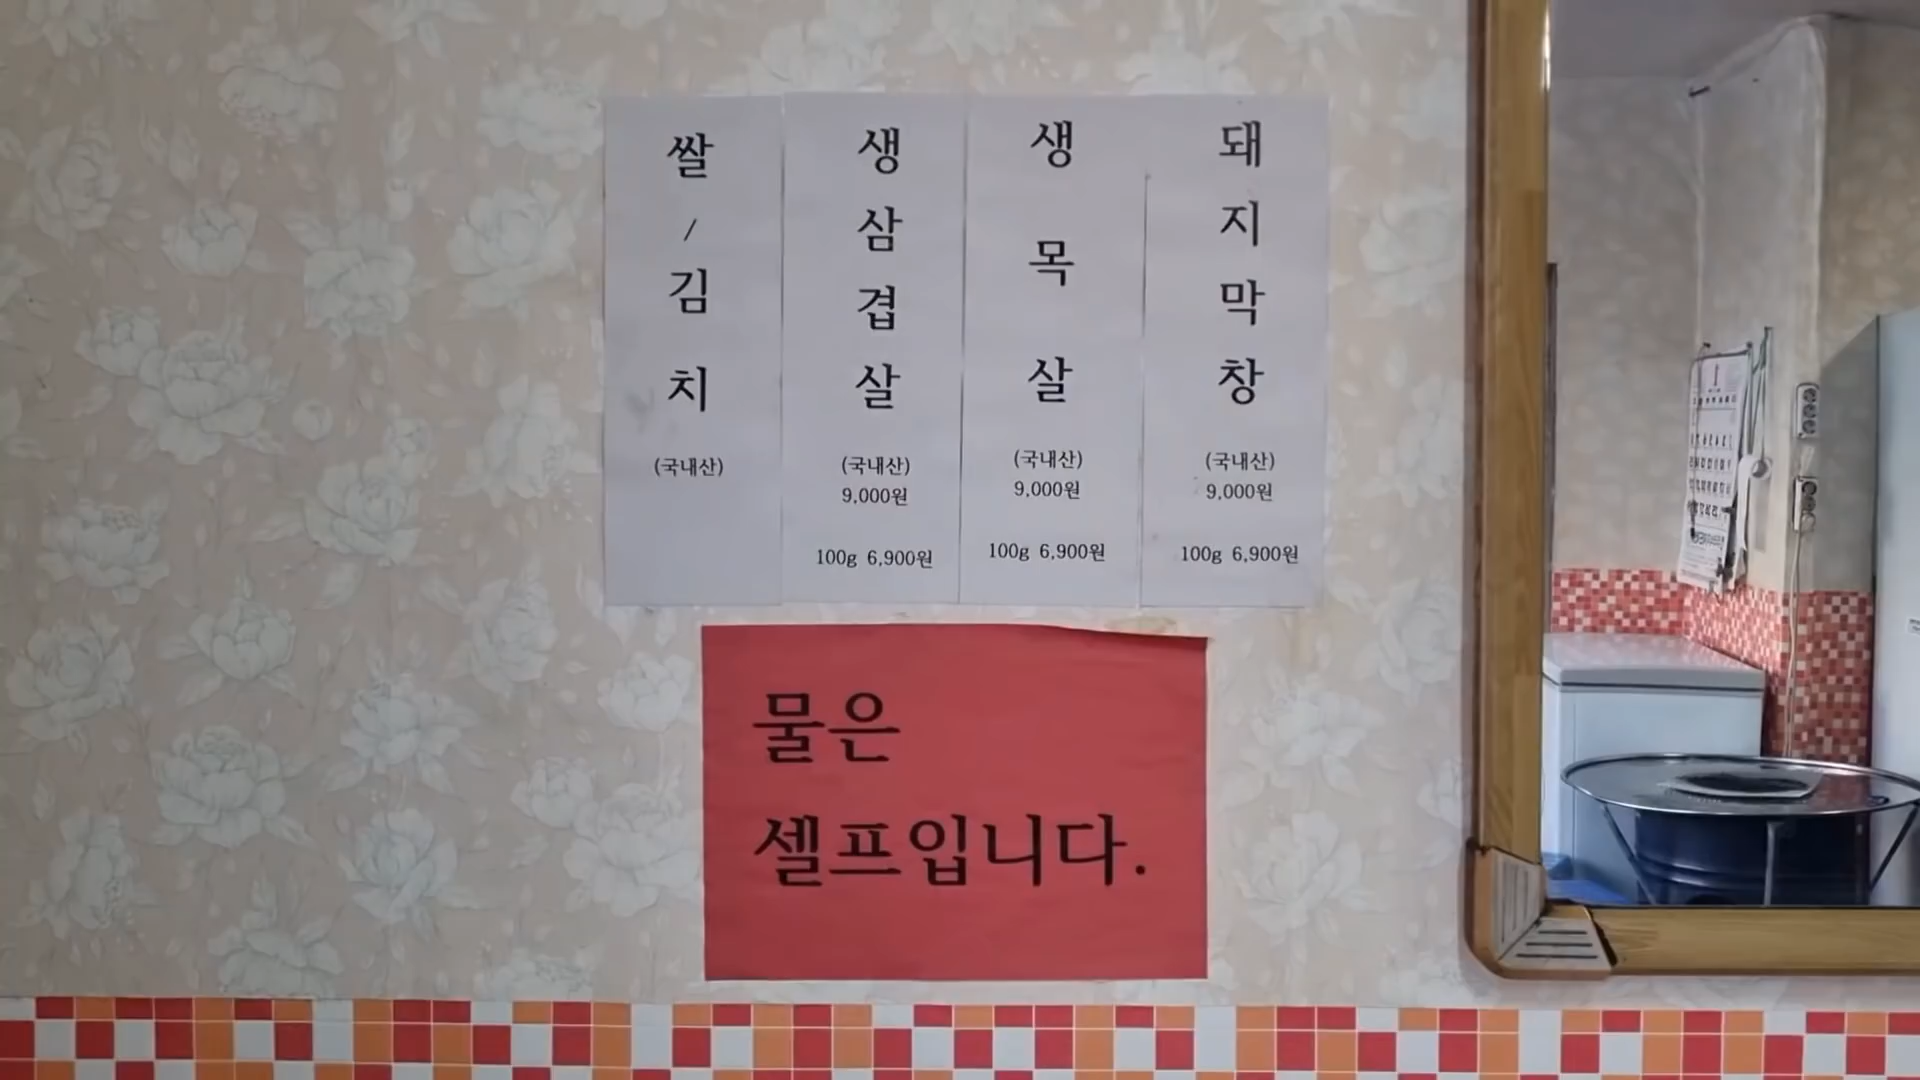 쌀/김치
(국내산)
생삼겹살
(국내산)
9,000원
100g 6,900원
생목살
(국내산)
9,000원
100g 6,900원
돼지막창
(국내산)
9,000원
100g 6,900원
물은
셀프입니다.